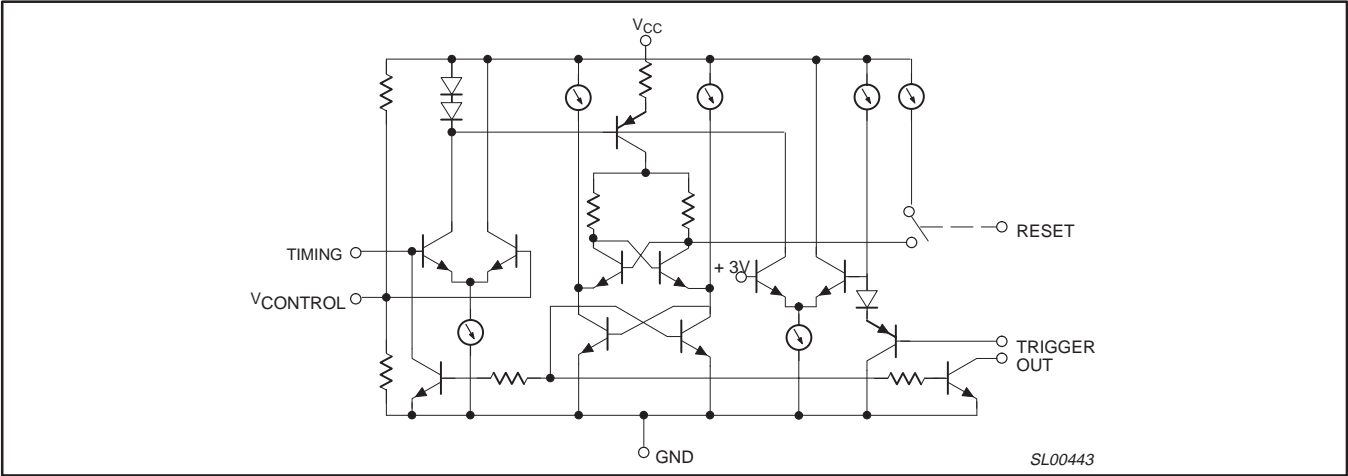 VCC
RESET
TIMING
+ 3V
VCONTROL
TRIGGER
OUT
GND
SL00443